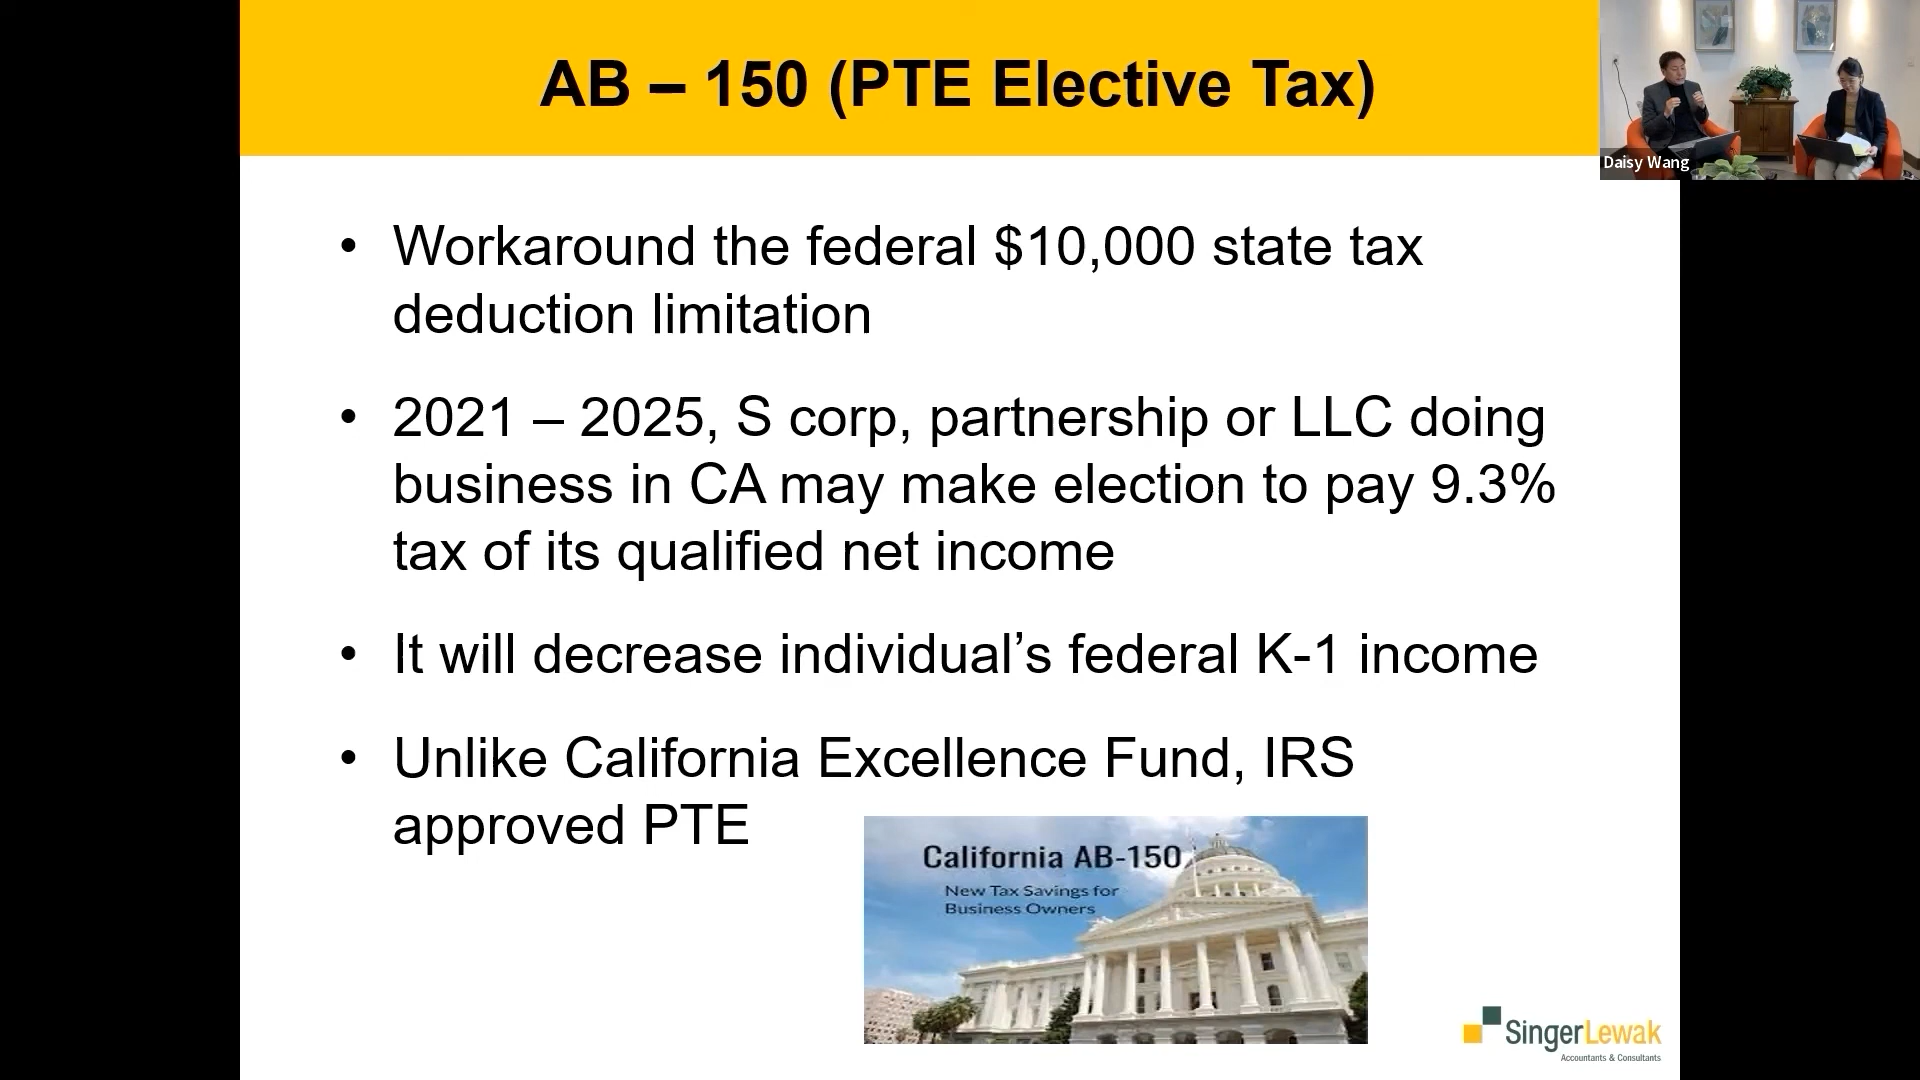 AB – 150 (PTE Elective Tax)
Daisy Wang
• Workaround the federal $10,000 state tax
deduction limitation
• 2021 – 2025, S corp, partnership or LLC doing
business in CA may make election to pay 9.3%
tax of its qualified net income
• It will decrease individual’s federal K-1 income
• Unlike California Excellence Fund, IRS
approved PTE
California AB-150
New Tax Savings for
Business Owners
SingerLewak
Accountants & Consultants